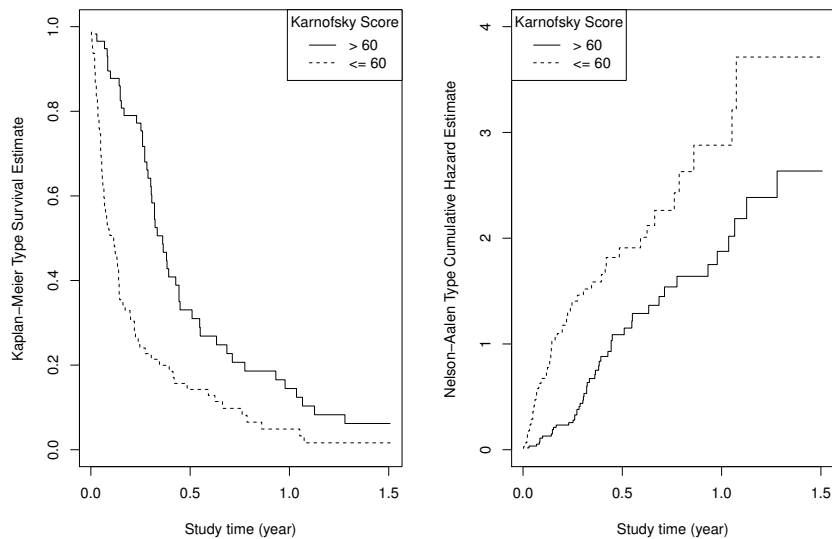 Karnofsky Score
> 60
<= 60
Kaplan−Meier Type Survival Estimate
1.0
0.8
0.6
0.4
0.2
0.0
0.0 0.5 1.0 1.5
Study time (year)
Karnofsky Score
> 60
<= 60
Nelson−Aalen Type Cumulative Hazard Estimate
4
3
2
1
0
0.0 0.5 1.0 1.5
Study time (year)